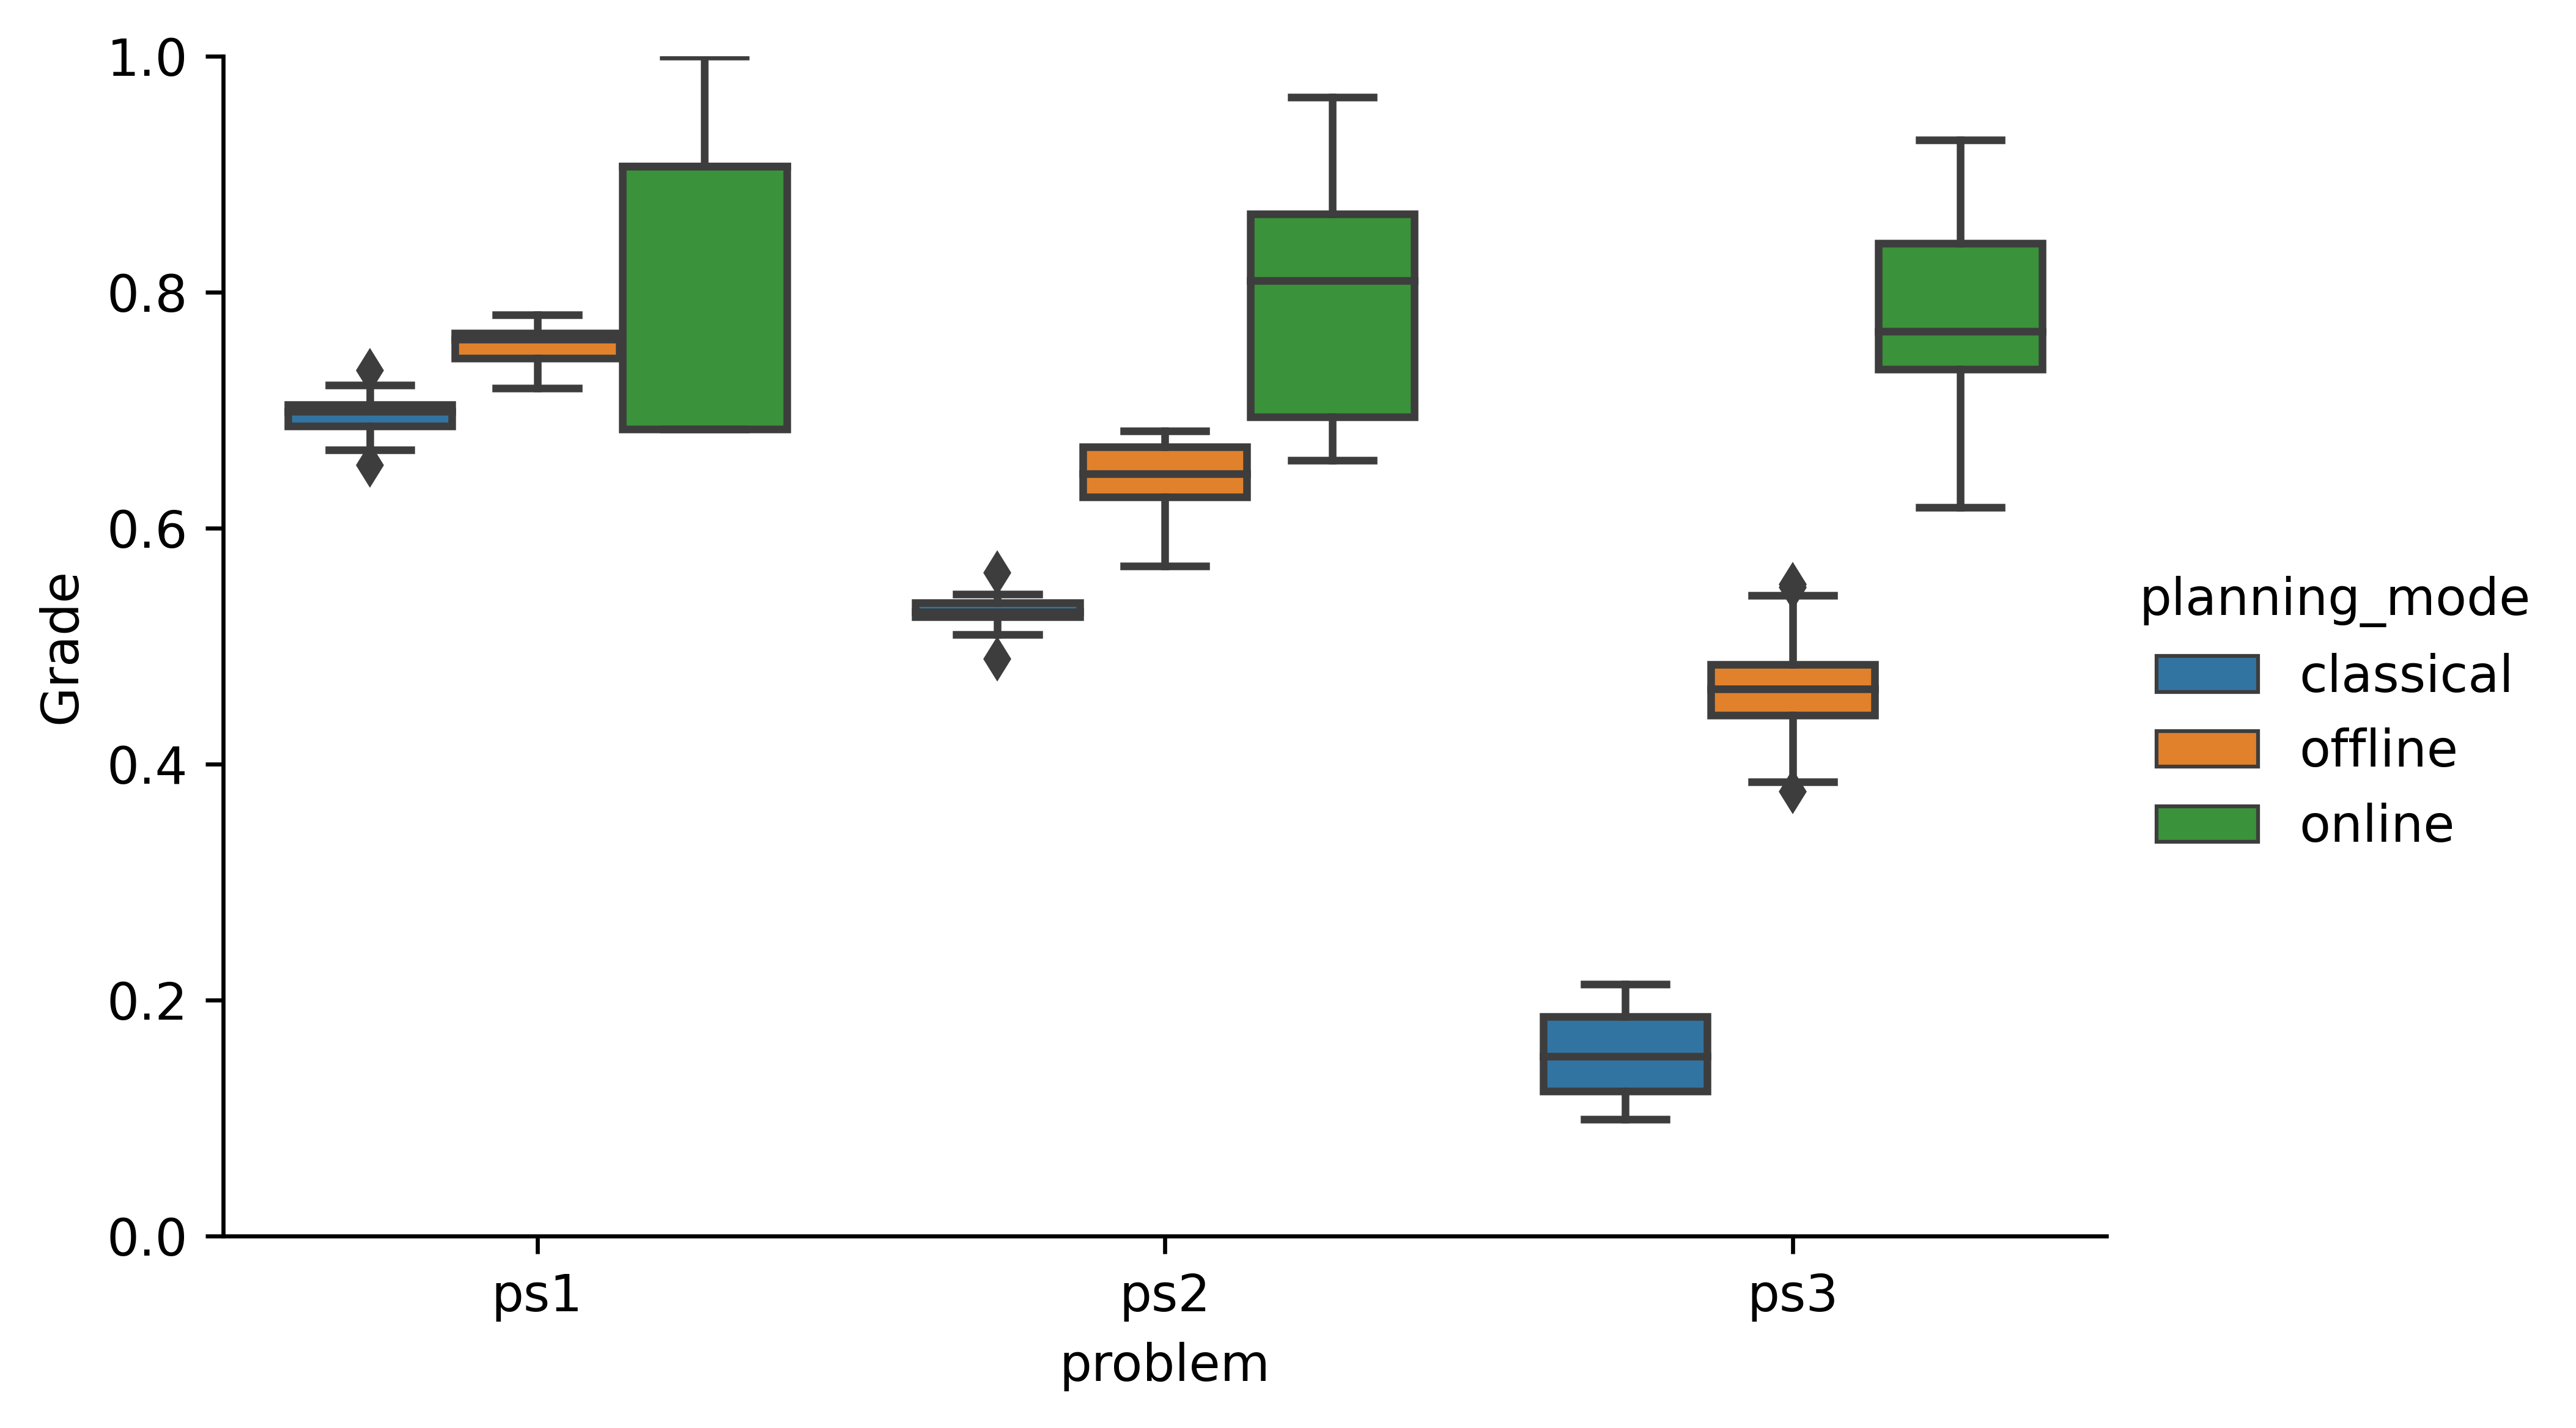 1.0
0.8
0.6
0.4
0.2
0.0
Grade
ps1
ps2
ps3
problem
planning_mode
classical
offline
online